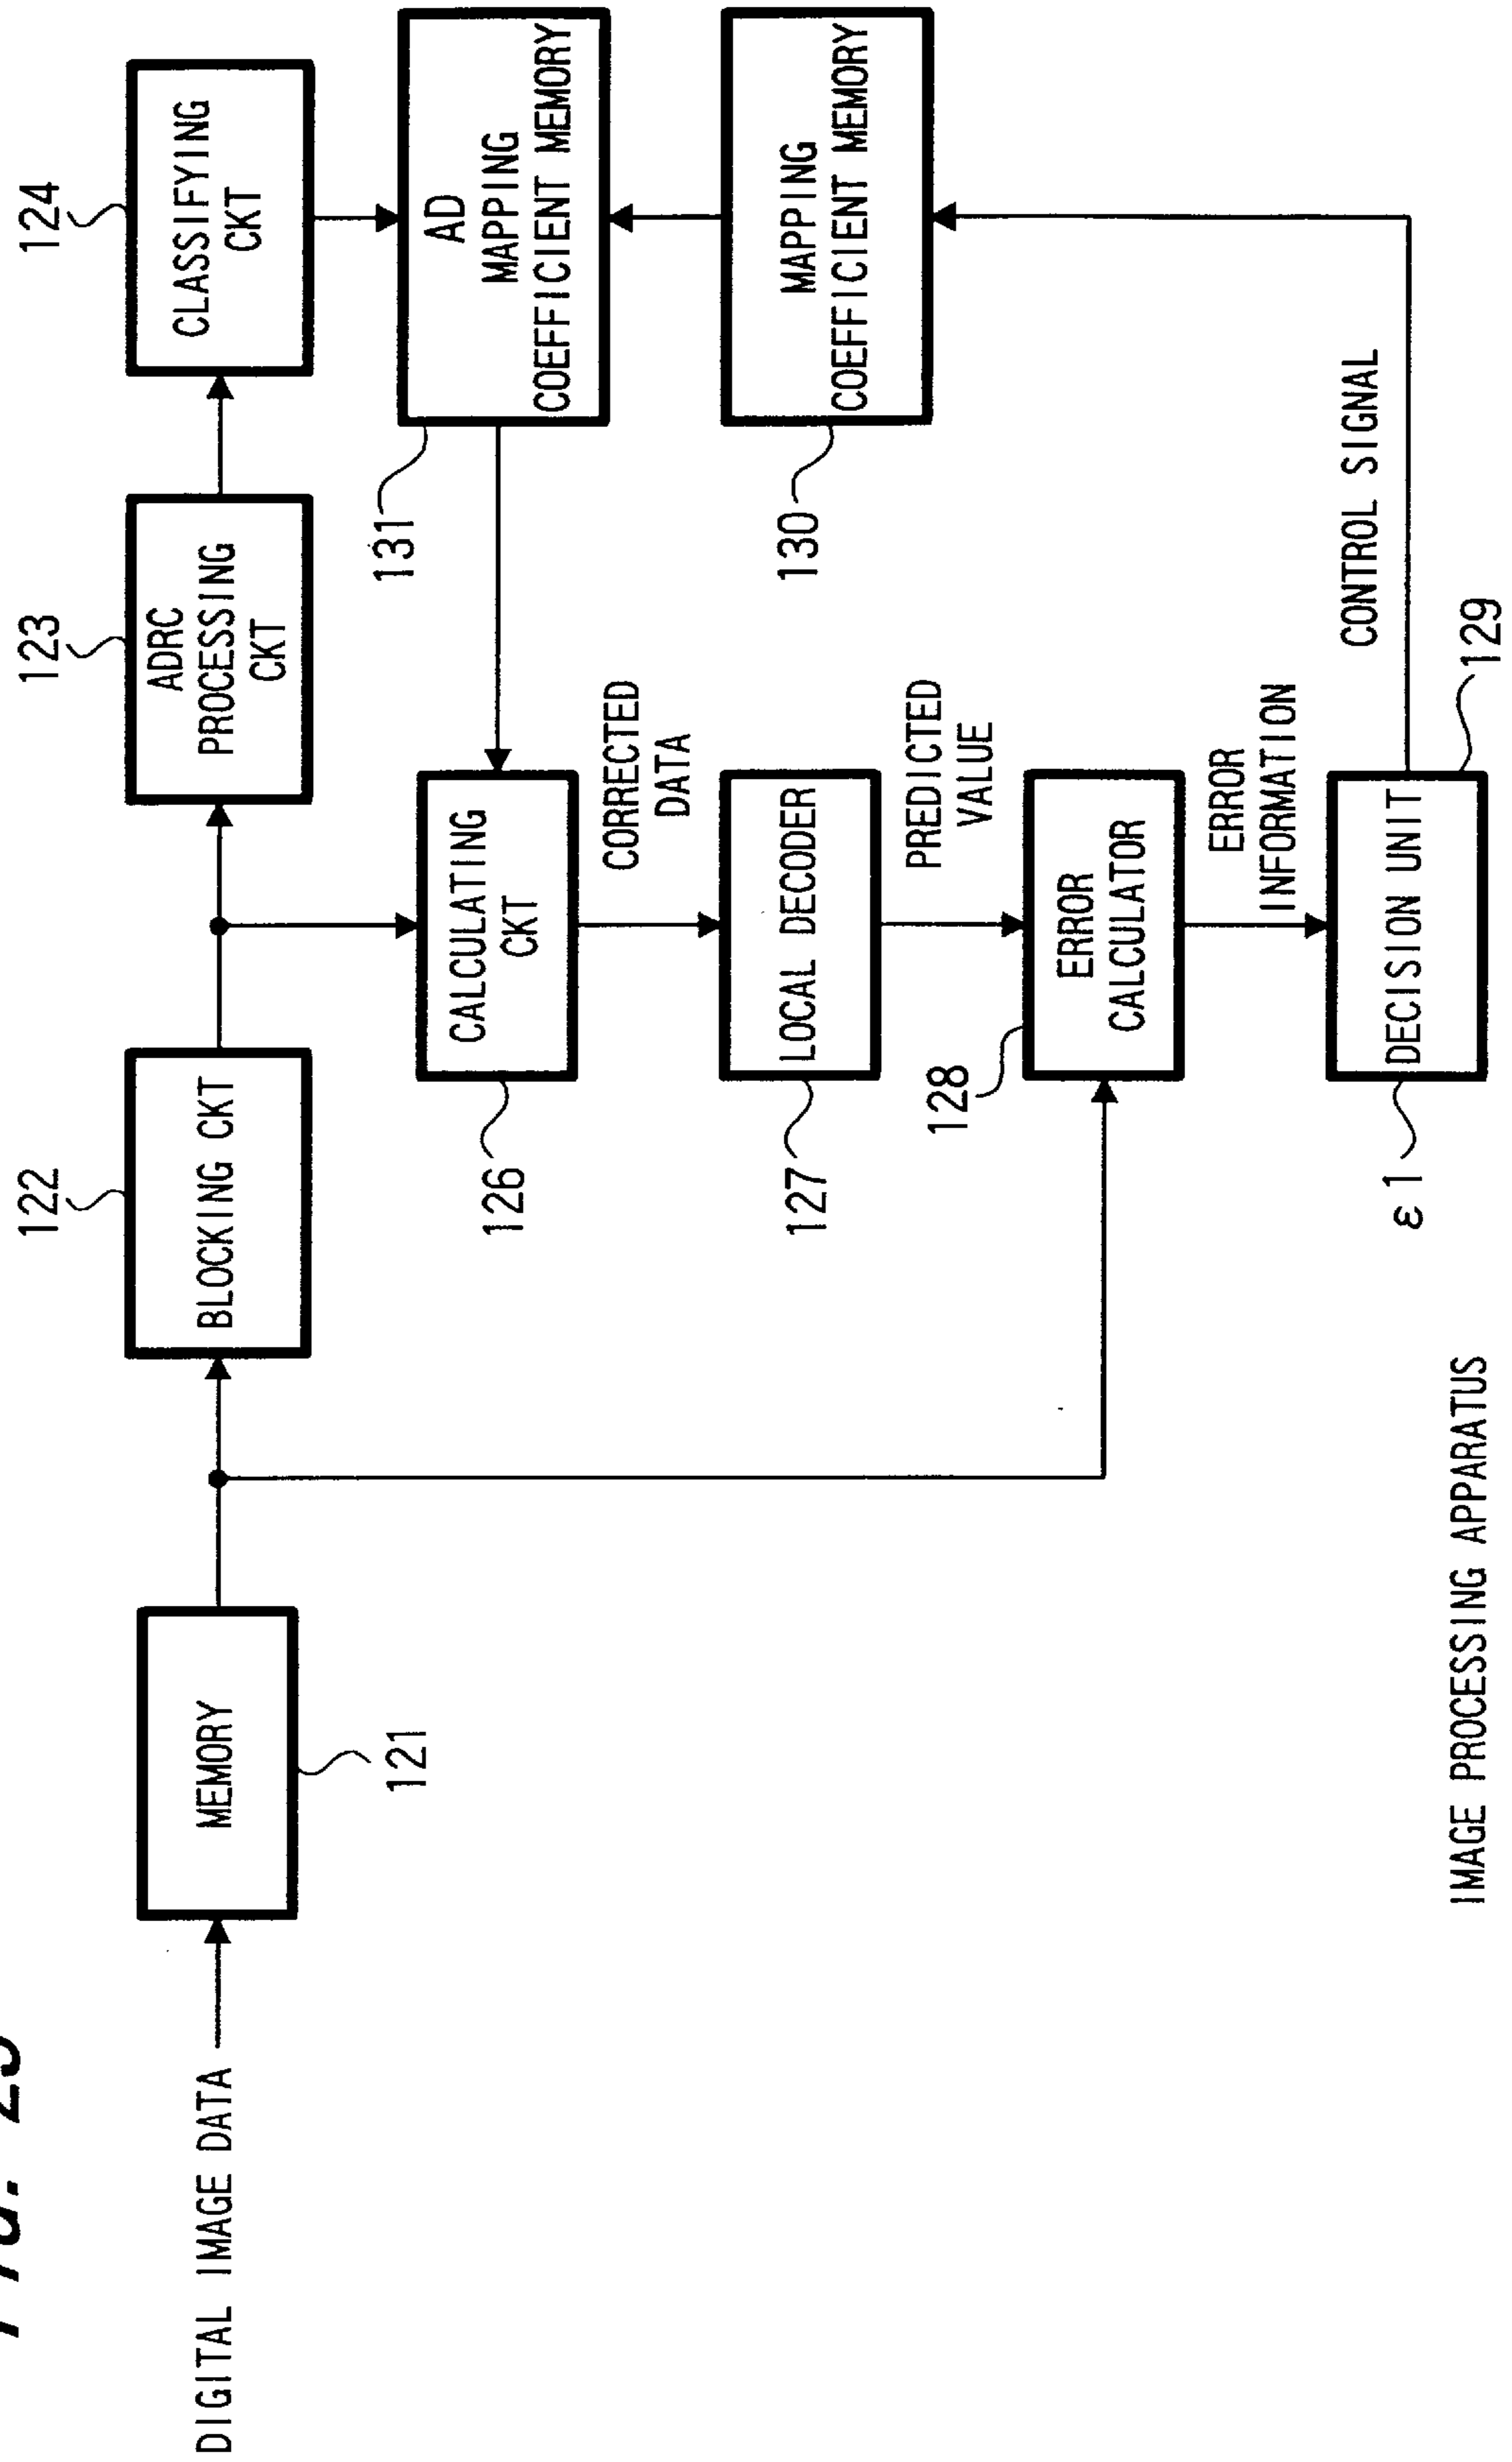 FIG.
122
123
124
DIGITAL IMAGE DATA
MEMORY
BLOCKING CKT
ADRC
PROCESSING
CKT
CLASSIFYING
CKT
121
131
AD
MAPPING
COEFFICIENT MEMORY
126
CALCULATING
CKT
CORRECTED
DATA
127
LOCAL DECODER
130
MAPPING
COEFFICIENT MEMORY
PREDICTED
VALUE
128
ERROR
CALCULATOR
ERROR
INFORMATION
CONTROL SIGNAL
ε 1
DECISION UNIT
129
IMAGE PROCESSING APPARATUS